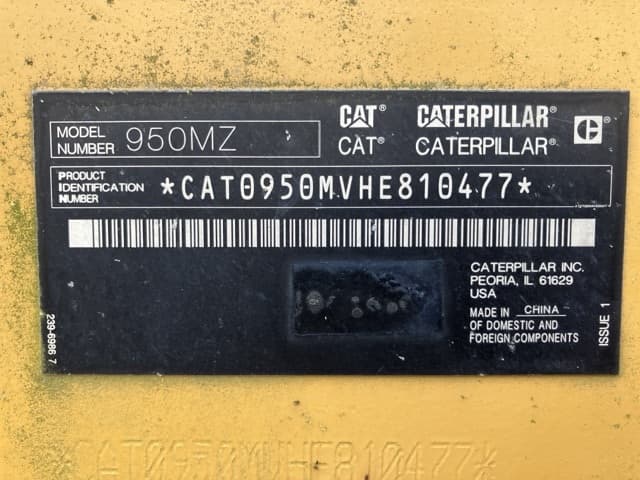 CAT® CATERPILLAR®
MODEL NUMBER 950MZ
CAT® CATERPILLAR®
PRODUCT IDENTIFICATION NUMBER *CAT0950MVHE810477*
CATERPILLAR INC.
PEORIA, IL 61629
USA
MADE IN CHINA
OF DOMESTIC AND
FOREIGN COMPONENTS
ISSUE 1
239-6986 7
CAT0950MVHE810477*